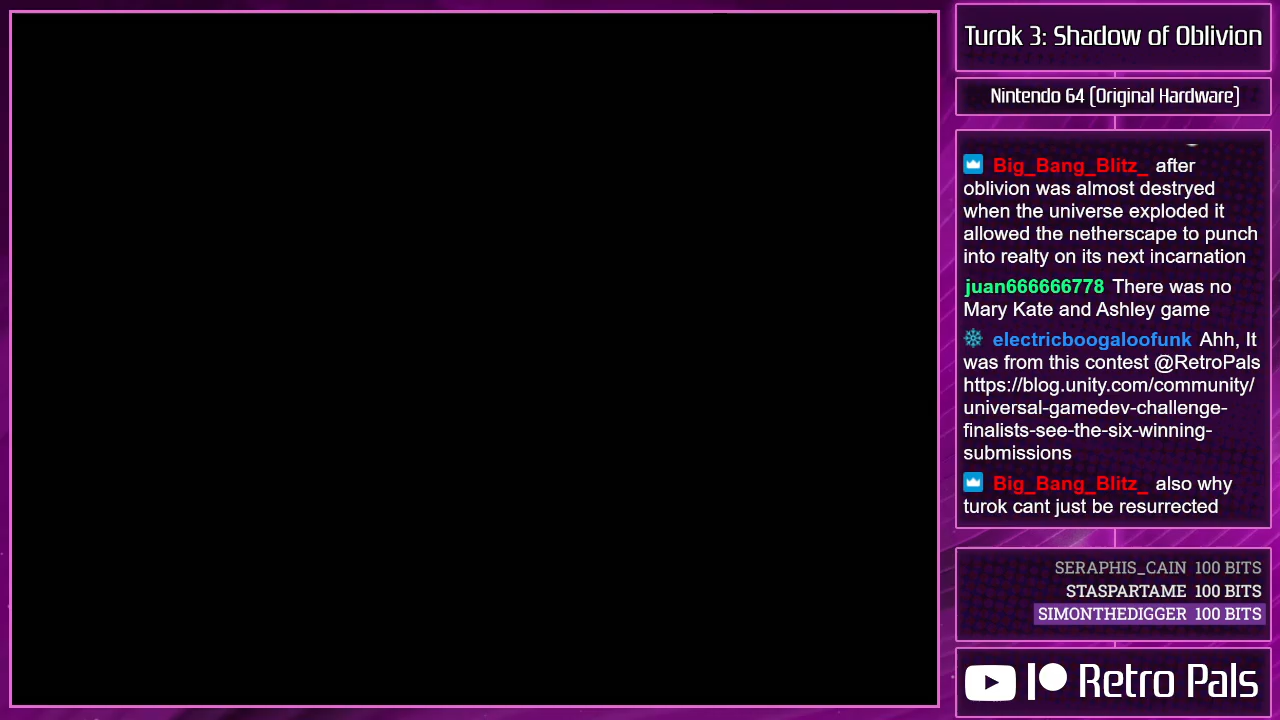 Turok 3: Shadow of Oblivion
Nintendo 64 (Original Hardware)
Big_Bang_Blitz_ after
oblivion was almost destryed
when the universe exploded it
allowed the netherscape to punch
into realty on its next incarnation
juan666666778 There was no
Mary Kate and Ashley game
electricboogaloofunk Ahh, It
was from this contest @RetroPals
https://blog.unity.com/community/
universal-gamedev-challenge-
finalists-see-the-six-winning-
submissions
Big_Bang_Blitz_ also why
turok cant just be resurrected
SERAPHIS_CAIN 100 BITS
STASPARTAME 100 BITS
SIMONTHEDIGGER 100 BITS
Retro Pals